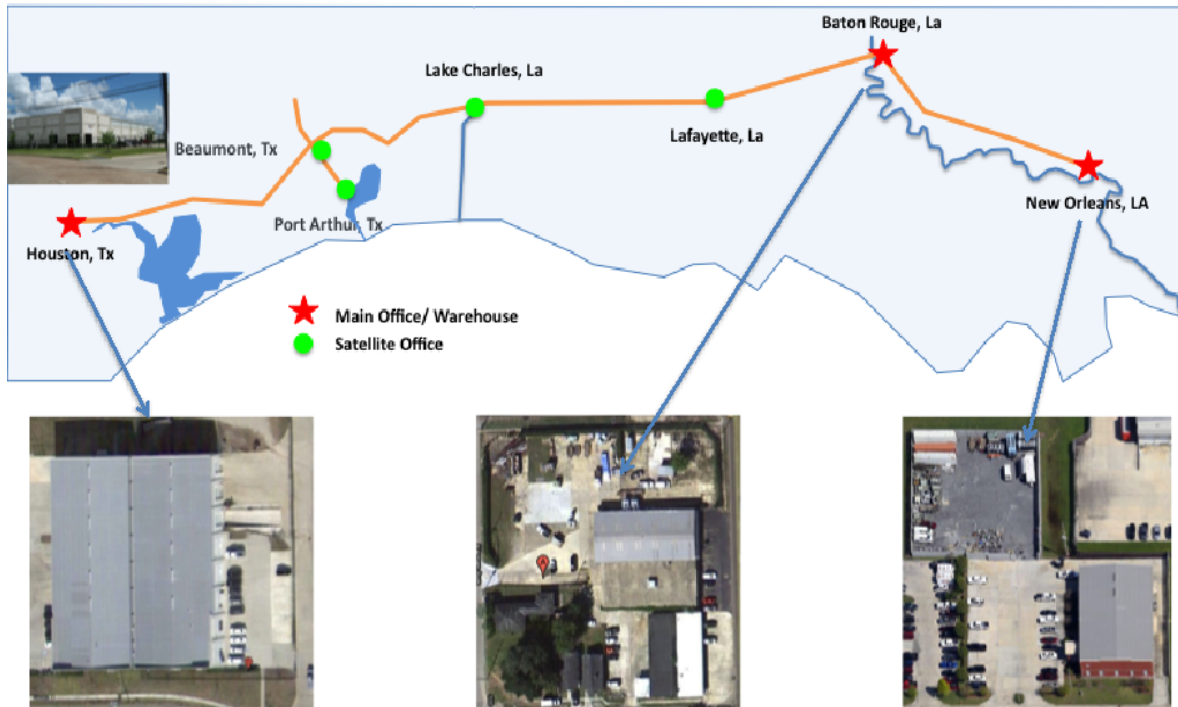 Baton Rouge, La
Lake Charles, La
Beaumont, Tx
Lafayette, La
Port Arthur, Tx
New Orleans, LA
Houston, Tx
Main Office/ Warehouse
Satellite Office